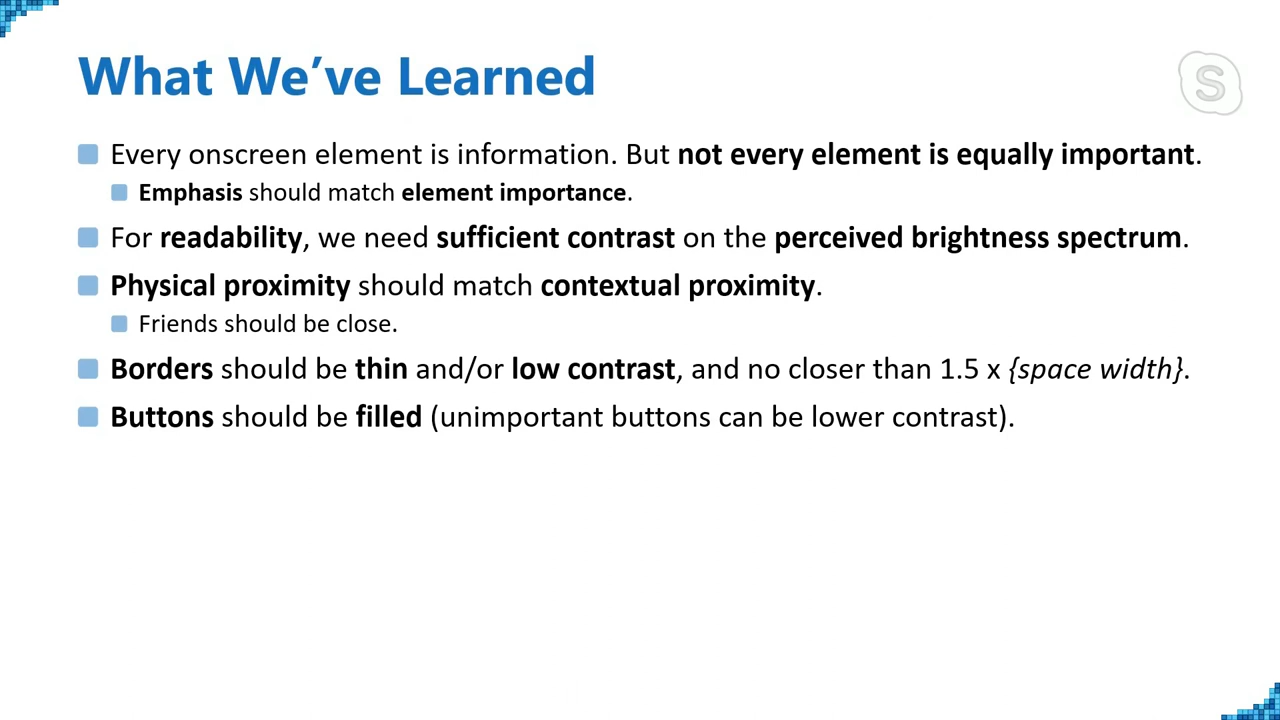 What We’ve Learned
S
Every onscreen element is information. But not every element is equally important.
Emphasis should match element importance.
For readability, we need sufficient contrast on the perceived brightness spectrum.
Physical proximity should match contextual proximity.
Friends should be close.
Borders should be thin and/or low contrast, and no closer than 1.5 x {space width}.
Buttons should be filled (unimportant buttons can be lower contrast).